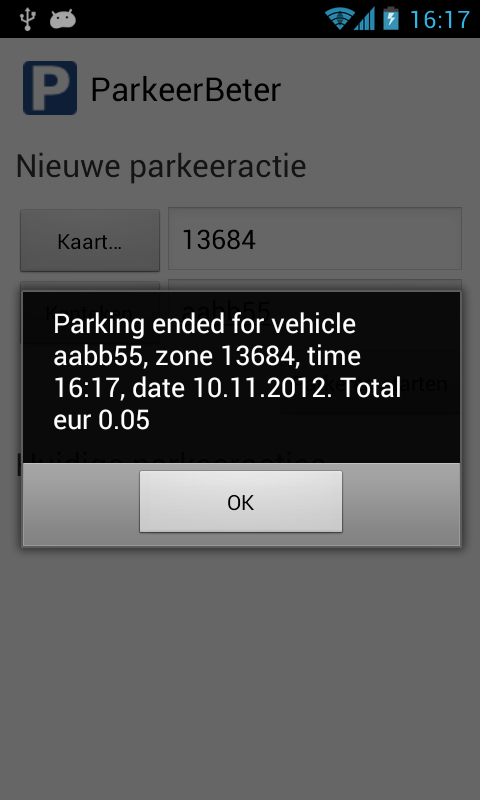 16:17
P ParkeerBeter
Nieuwe parkeeractie
Kaart...
13684
aabb55
Parking ended for vehicle
aabb55, zone 13684, time
16:17, date 10.11.2012. Total
eur 0.05
OK